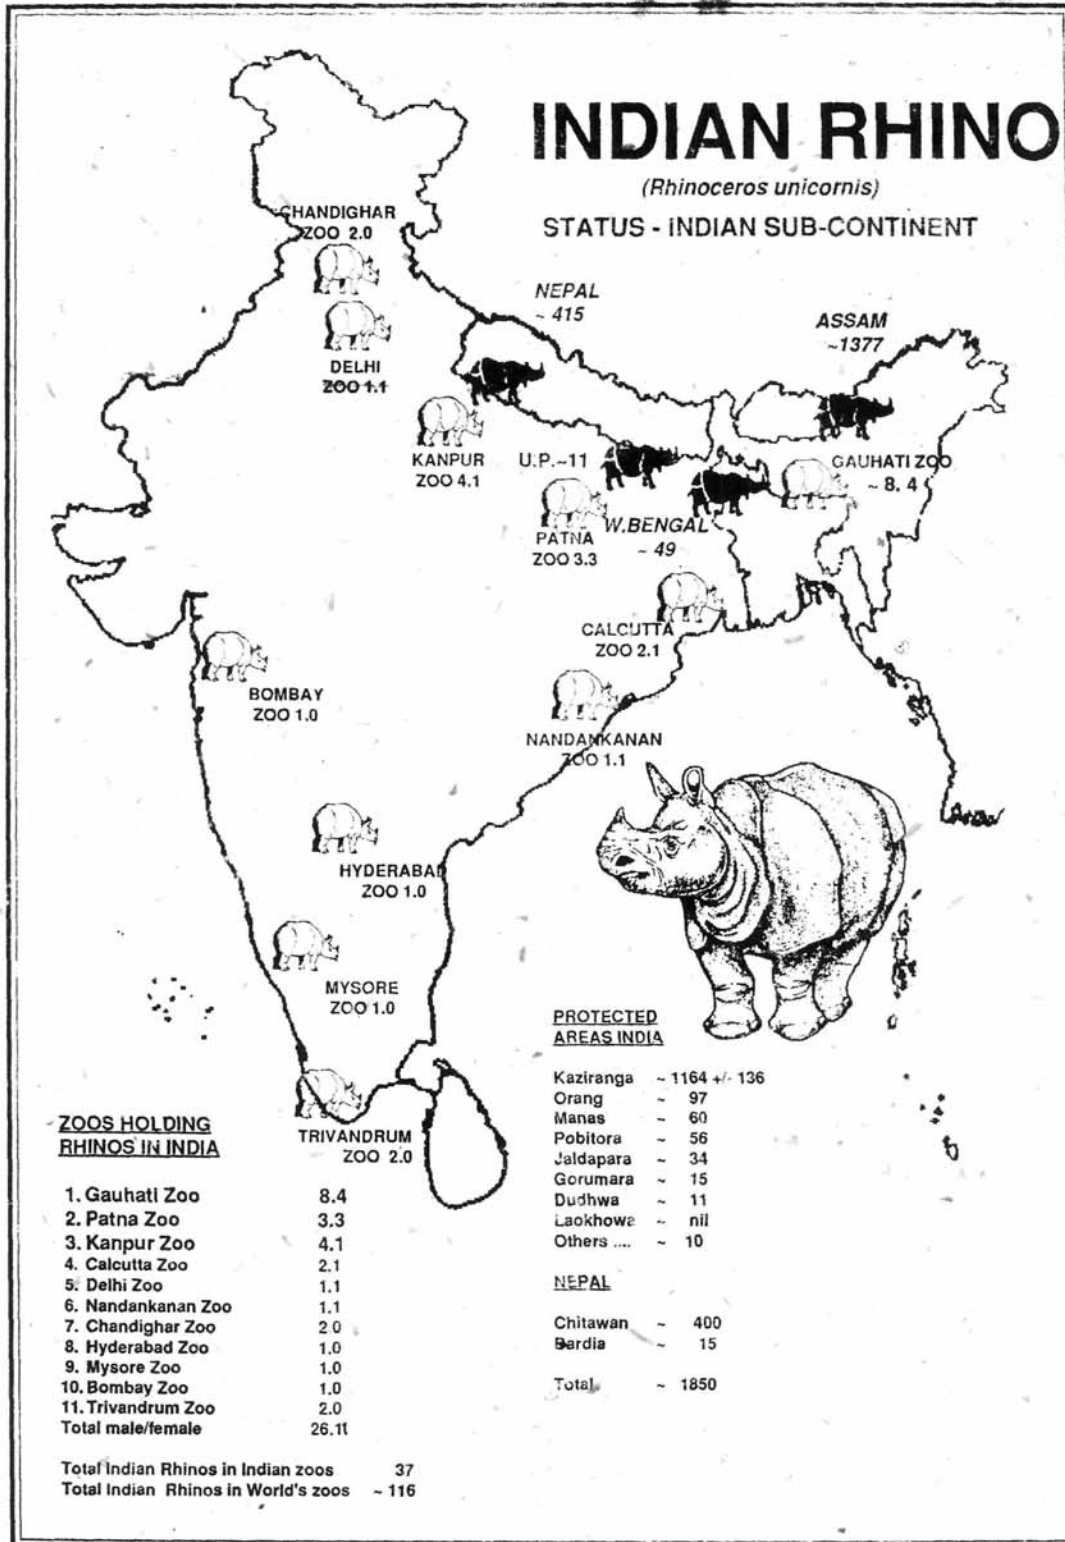 INDIAN RHINO
(Rhinoceros unicornis)
STATUS - INDIAN SUB-CONTINENT
CHANDIGHAR
ZOO 2.0
DELHI
ZOO 1.1
NEPAL
~ 415
ASSAM
~1377
KANPUR
ZOO 4.1
U.P.~11
GAUHATI ZOO
~ 8. 4
PATNA
ZOO 3.3
W.BENGAL
~ 49
CALCUTTA
ZOO 2.1
BOMBAY
ZOO 1.0
NANDANKANAN
ZOO 1.1
HYDERABAD
ZOO 1.0
MYSORE
ZOO 1.0
TRIVANDRUM
ZOO 2.0
ZOOS HOLDING
RHINOS IN INDIA
1. Gauhati Zoo 8.4
2. Patna Zoo 3.3
3. Kanpur Zoo 4.1
4. Calcutta Zoo 2.1
5. Delhi Zoo 1.1
6. Nandankanan Zoo 1.1
7. Chandighar Zoo 2.0
8. Hyderabad Zoo 1.0
9. Mysore Zoo 1.0
10. Bombay Zoo 1.0
11. Trivandrum Zoo 2.0
Total male/female 26.11
Total Indian Rhinos in Indian zoos 37
Total Indian Rhinos in World's zoos ~ 116
PROTECTED
AREAS INDIA
Kaziranga ~ 1164 +/- 136
Orang ~ 97
Manas ~ 60
Pobitora ~ 56
Jaldapara ~ 34
Gorumara ~ 15
Dudhwa ~ 11
Laokhowa ~ nil
Others .... ~ 10
NEPAL
Chitawan ~ 400
Bardia ~ 15
Total ~ 1850